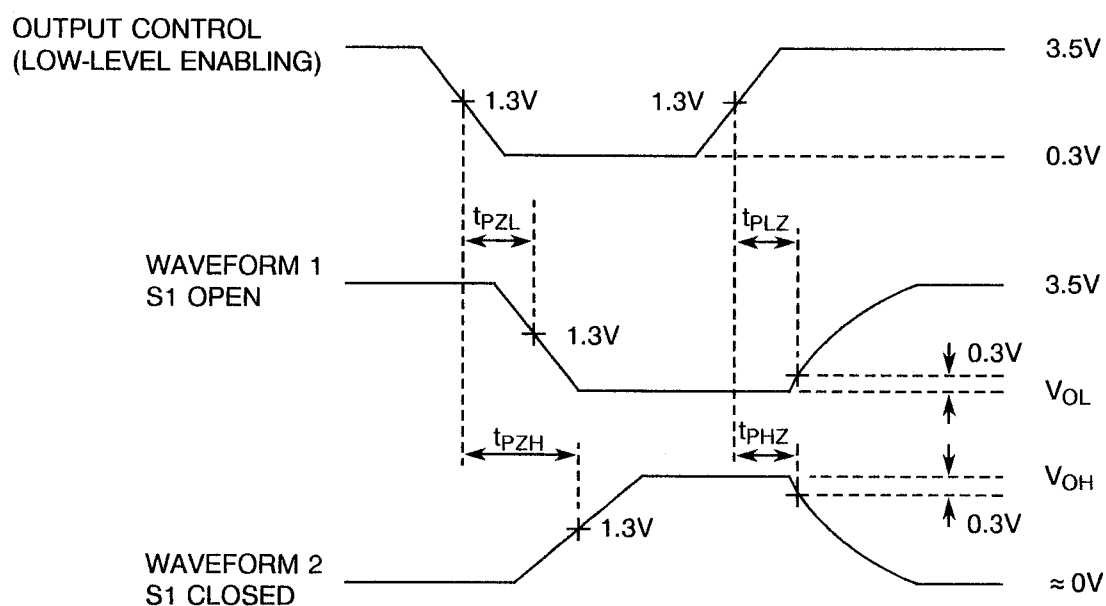 OUTPUT CONTROL
(LOW-LEVEL ENABLING)
3.5V
1.3V
1.3V
0.3V
tPZL
tPLZ
WAVEFORM 1
S1 OPEN
3.5V
1.3V
0.3V
VOL
tPZH
tPHZ
VOH
1.3V
0.3V
WAVEFORM 2
S1 CLOSED
≈ 0V